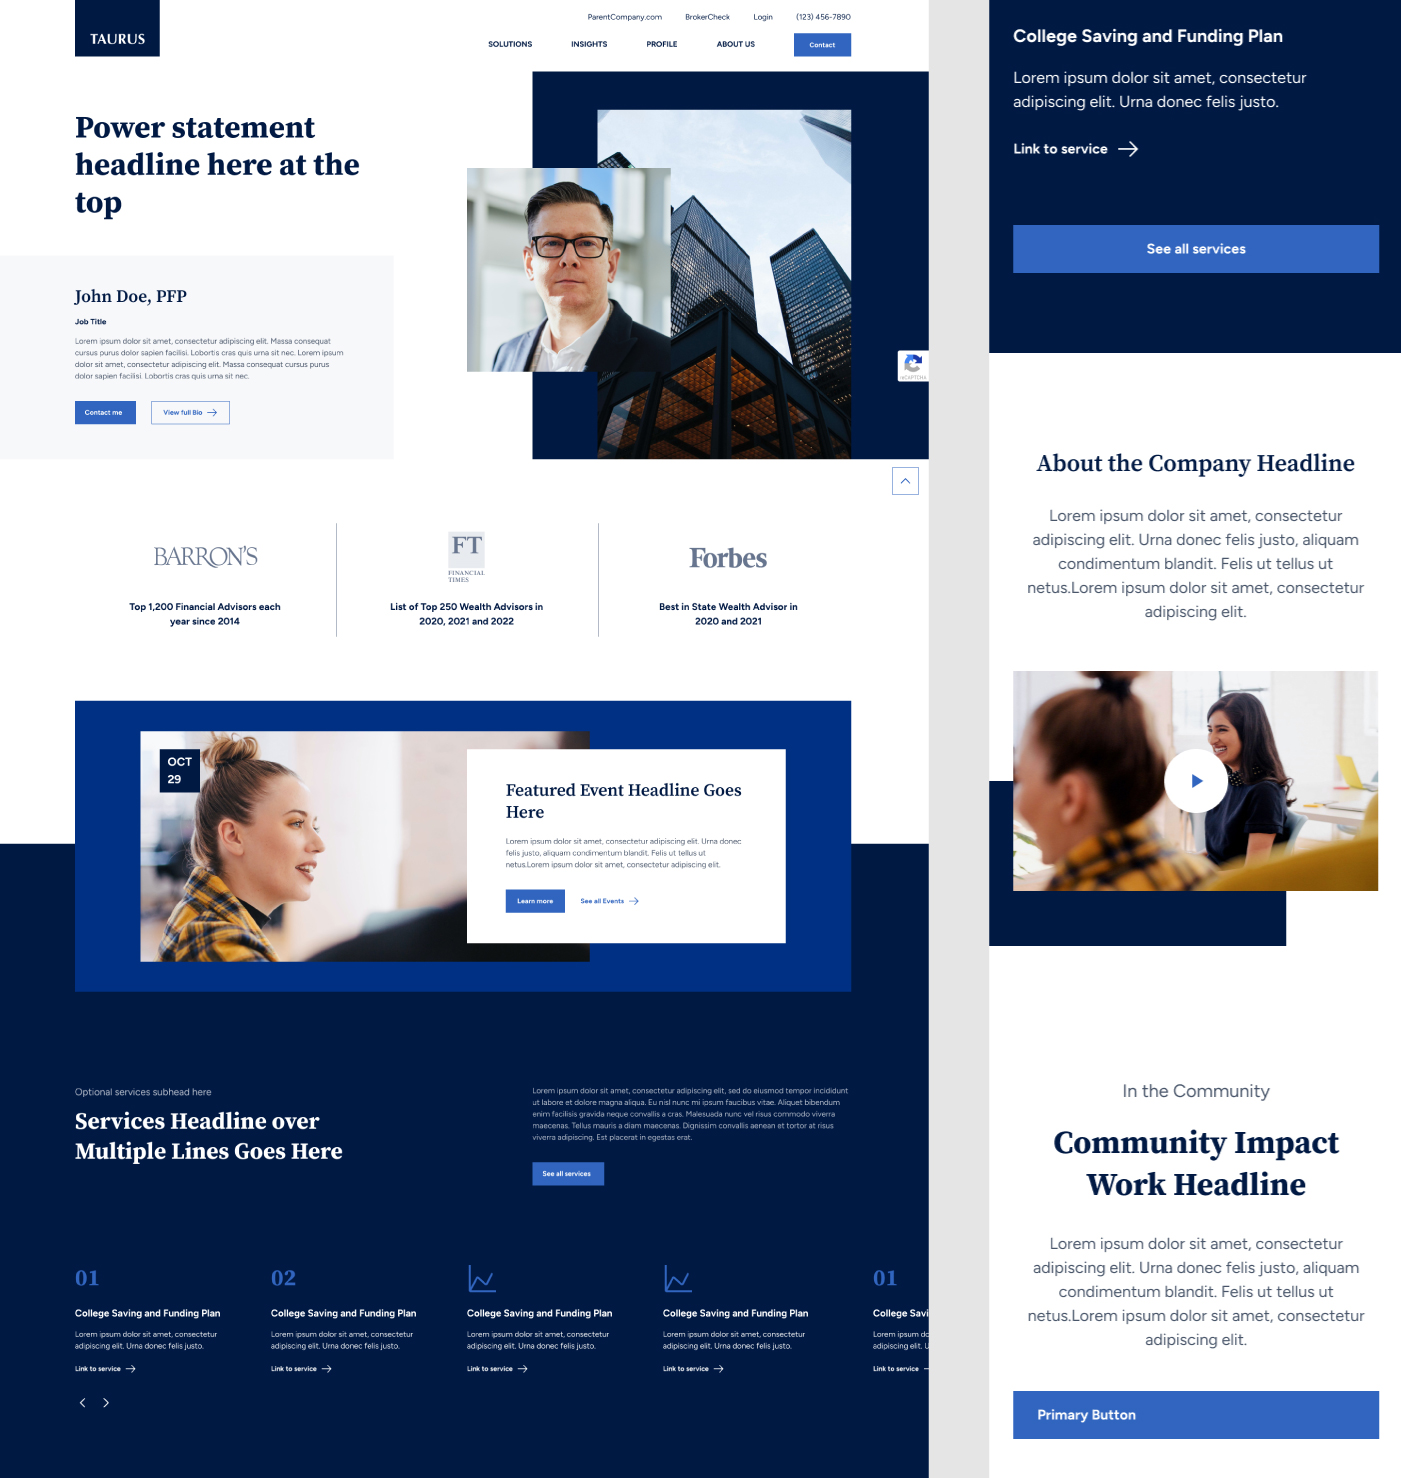 TAURUS
ParentCompany.com BrokerCheck Login (123) 456-7890
SOLUTIONS INSIGHTS PROFILE ABOUT US Contact
Power statement
headline here at the
top
John Doe, PFP
Job Title
Lorem ipsum dolor sit amet, consectetur adipiscing elit. Massa consequat
cursus purus dolor sapien facilisi. Lobortis cras quis urna sit nec. Lorem ipsum
dolor sit amet, consectetur adipiscing elit. Massa consequat cursus purus
dolor sapien facilisi. Lobortis cras quis urna sit nec.
Contact me View full Bio
reCAPTCHA
BARRON'S
Top 1,200 Financial Advisors each
year since 2014
FT
FINANCIAL
TIMES
List of Top 250 Wealth Advisors in
2020, 2021 and 2022
Forbes
Best in State Wealth Advisor in
2020 and 2021
OCT
29
Featured Event Headline Goes
Here
Lorem ipsum dolor sit amet, consectetur adipiscing elit. Urna donec
felis justo, aliquam condimentum blandit. Felis ut tellus ut
netus.Lorem ipsum dolor sit amet, consectetur adipiscing elit.
Learn more See all Events
Optional services subhead here
Services Headline over
Multiple Lines Goes Here
Lorem ipsum dolor sit amet, consectetur adipiscing elit, sed do eiusmod tempor incididunt
ut labore et dolore magna aliqua. Eu nisl nunc mi ipsum faucibus vitae. Aliquet bibendum
enim facilisis gravida neque convallis a cras. Malesuada nunc vel risus commodo viverra
maecenas. Tellus mauris a diam maecenas. Dignissim convallis aenean et tortor at risus
viverra adipiscing. Est placerat in egestas erat.
See all services
01
College Saving and Funding Plan
Lorem ipsum dolor sit amet, consectetur
adipiscing elit. Urna donec felis justo.
Link to service
02
College Saving and Funding Plan
Lorem ipsum dolor sit amet, consectetur
adipiscing elit. Urna donec felis justo.
Link to service
College Saving and Funding Plan
Lorem ipsum dolor sit amet, consectetur
adipiscing elit. Urna donec felis justo.
Link to service
College Saving and Funding Plan
Lorem ipsum dolor sit amet, consectetur
adipiscing elit. Urna donec felis justo.
Link to service
01
College Savi
Lorem ipsum do
adipiscing elit. U
Link to service
College Saving and Funding Plan
Lorem ipsum dolor sit amet, consectetur
adipiscing elit. Urna donec felis justo.
Link to service
See all services
About the Company Headline
Lorem ipsum dolor sit amet, consectetur
adipiscing elit. Urna donec felis justo, aliquam
condimentum blandit. Felis ut tellus ut
netus.Lorem ipsum dolor sit amet, consectetur
adipiscing elit.
In the Community
Community Impact
Work Headline
Lorem ipsum dolor sit amet, consectetur
adipiscing elit. Urna donec felis justo, aliquam
condimentum blandit. Felis ut tellus ut
netus.Lorem ipsum dolor sit amet, consectetur
adipiscing elit.
Primary Button